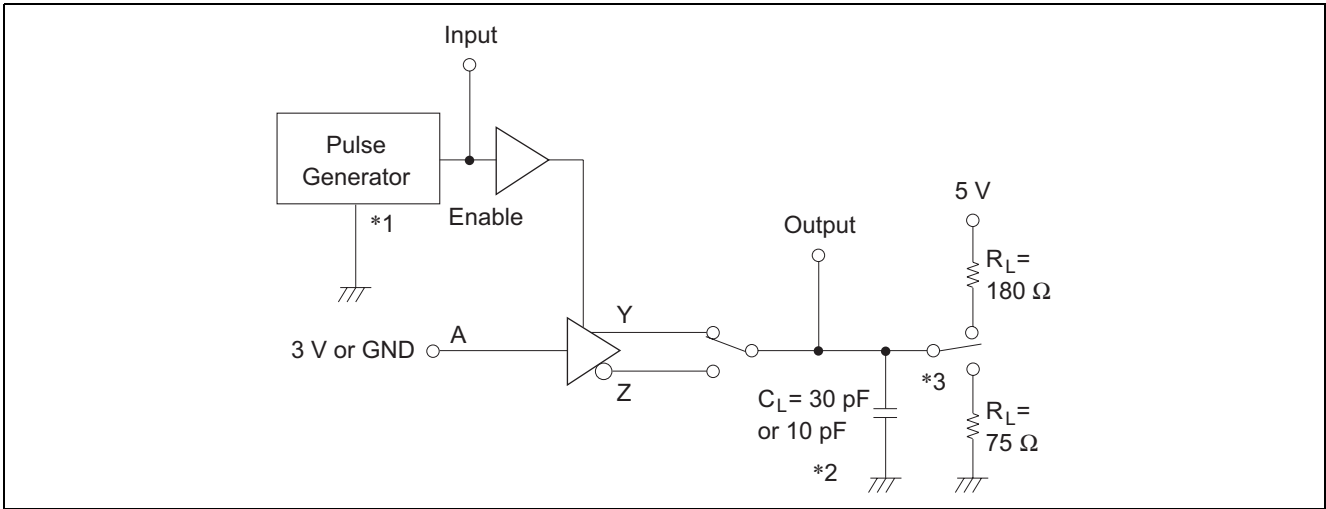 Input
Pulse
Generator
*1
Enable
5 V
Output
R_L=
180 Ω
Y
A
3 V or GND
Z
*3
C_L= 30 pF
or 10 pF
R_L=
75 Ω
*2